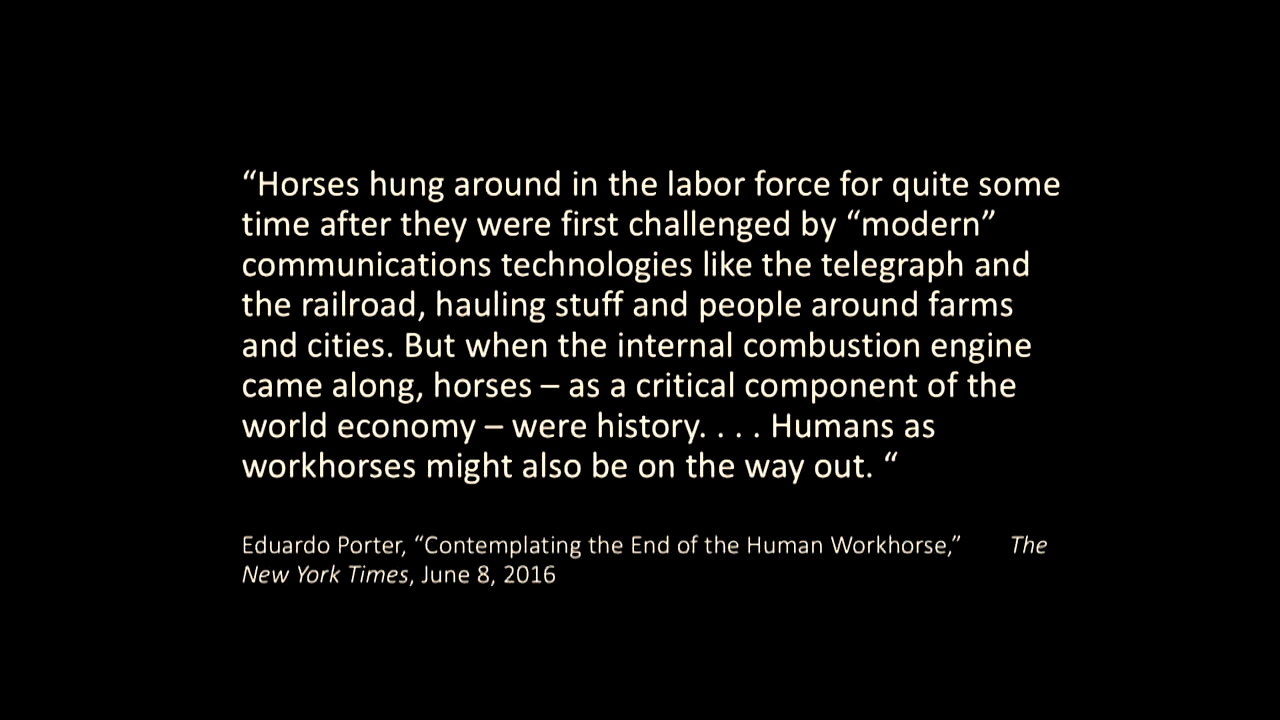 “Horses hung around in the labor force for quite some
time after they were first challenged by “modern”
communications technologies like the telegraph and
the railroad, hauling stuff and people around farms
and cities. But when the internal combustion engine
came along, horses – as a critical component of the
world economy – were history. . . . Humans as
workhorses might also be on the way out. “
Eduardo Porter, “Contemplating the End of the Human Workhorse,” The
New York Times, June 8, 2016